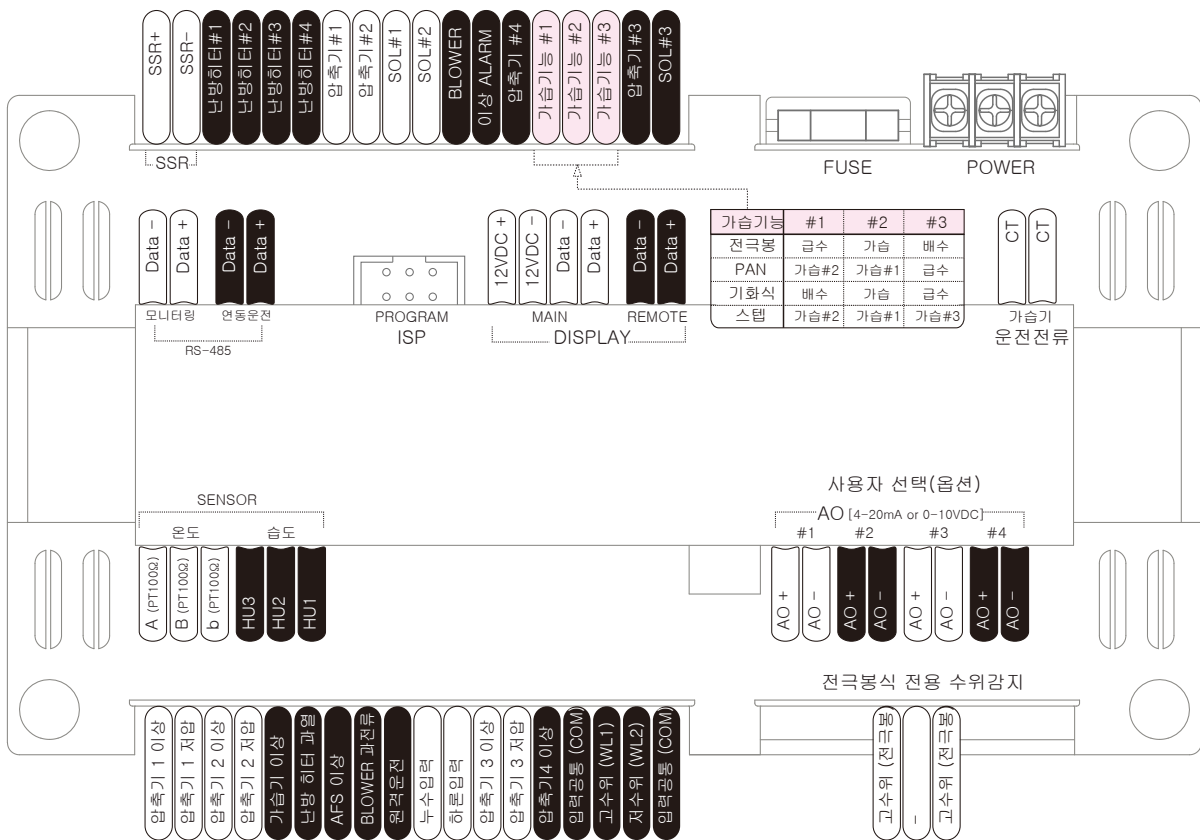 SSR+
SSR-
난방히터#1
난방히터#2
난방히터#3
난방히터#4
압축기#1
압축기#2
SOL#1
SOL#2
BLOWER
이상 ALARM
압축기 #4
가습기능 #1
가습기능 #2
가습기능 #3
압축기#3
SOL#3
SSR
FUSE
POWER
Data -
Data +
Data -
Data +
12VDC +
12VDC -
Data -
Data +
Data -
Data +
가습기능 #1 #2 #3
전극봉 급수 가습 배수
PAN 가습#2 가습#1 급수
기화식 배수 가습 급수
스텝 가습#2 가습#1 가습#3
CT
CT
모니터링 연동운전
RS-485
PROGRAM
ISP
MAIN REMOTE
DISPLAY
가습기
운전전류
SENSOR
온도 습도
사용자 선택(옵션)
AO [4-20mA or 0-10VDC]
#1 #2 #3 #4
A (PT100Ω)
B (PT100Ω)
b (PT100Ω)
HU3
HU2
HU1
AO +
AO -
AO +
AO -
AO +
AO -
AO +
AO -
전극봉식 전용 수위감지
압축기 1 이상
압축기 1 저압
압축기 2 이상
압축기 2 저압
가습기 이상
난방 히터 과열
AFS 이상
BLOWER 과전류
원격운전
누수입력
하론입력
압축기 3 이상
압축기 3 저압
압축기4 이상
입력공통 (COM)
고수위 (WL1)
저수위 (WL2)
입력공통 (COM)
고수위 (전극봉
-
고수위 (전극봉